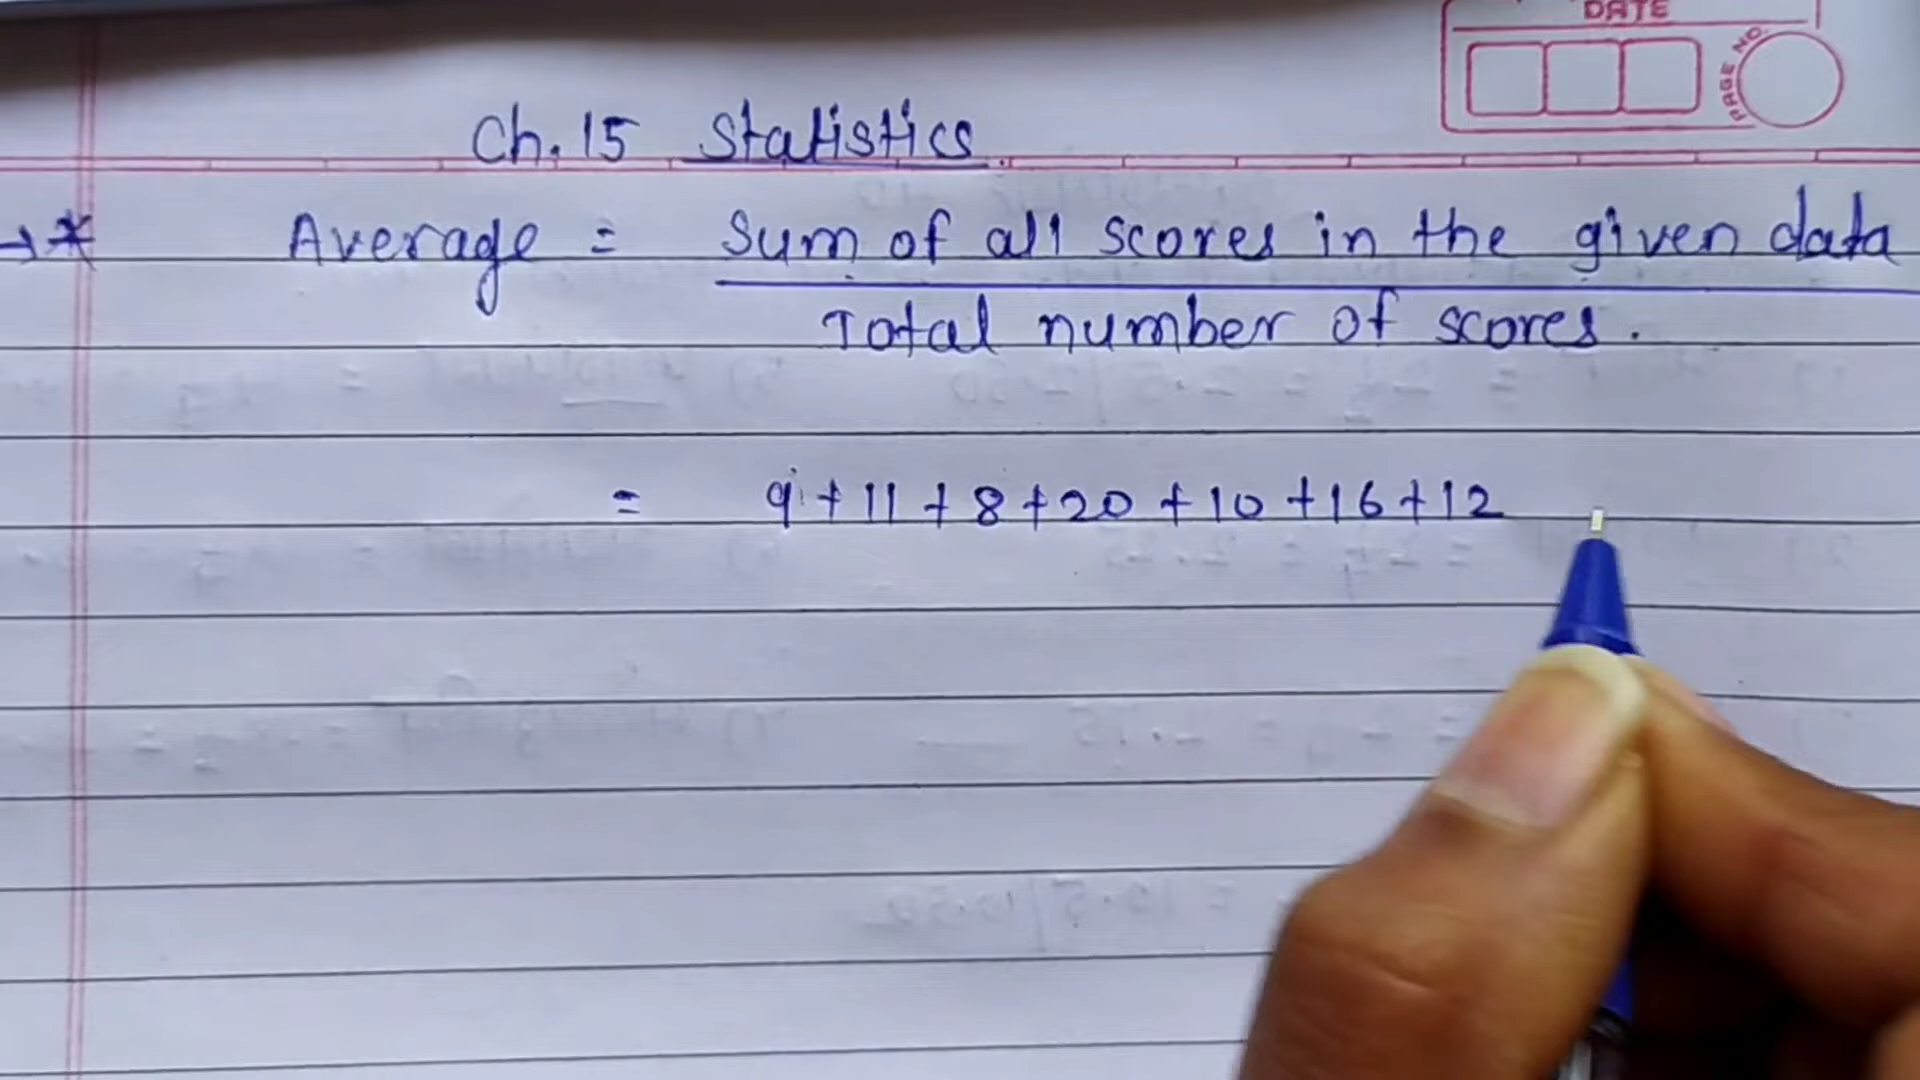 DATE
PAGE NO.
Ch. 15 Statistics.
→* Average = Sum of all scores in the given data
Total number of scores.
= 9 + 11 + 8 + 20 + 10 + 16 + 12